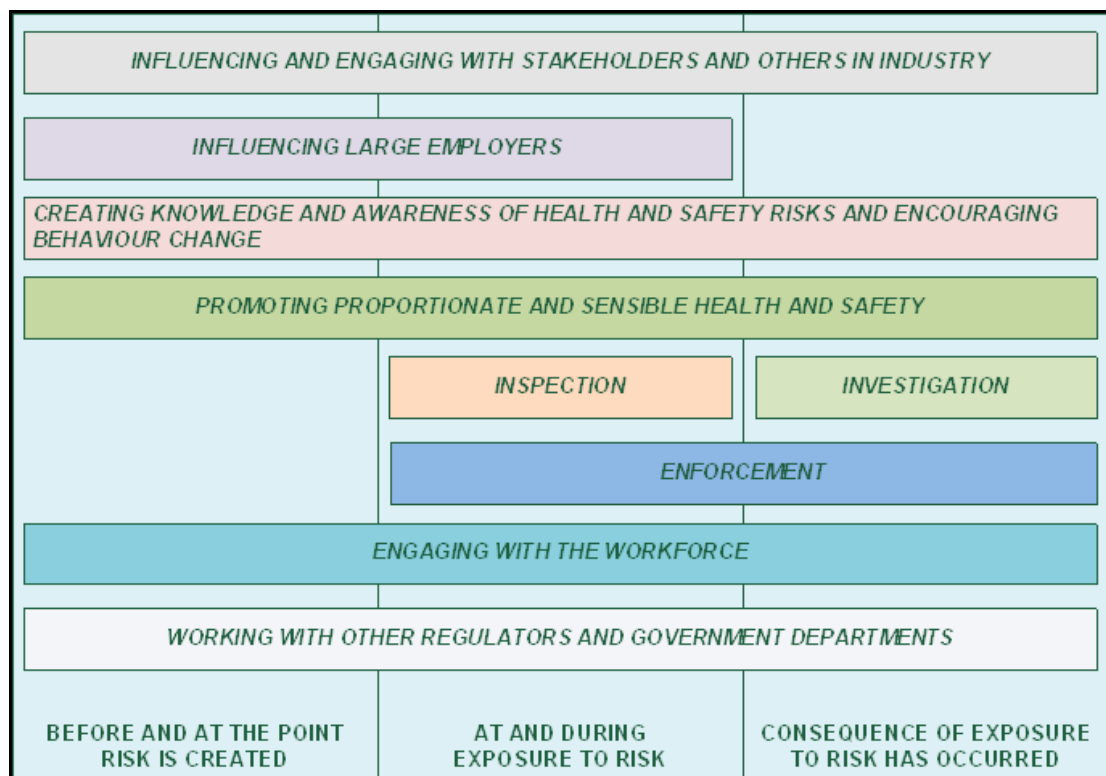 INFLUENCING AND ENGAGING WITH STAKEHOLDERS AND OTHERS IN INDUSTRY
INFLUENCING LARGE EMPLOYERS
CREATING KNOWLEDGE AND AWARENESS OF HEALTH AND SAFETY RISKS AND ENCOURAGING
BEHAVIOUR CHANGE
PROMOTING PROPORTIONATE AND SENSIBLE HEALTH AND SAFETY
INSPECTION
INVESTIGATION
ENFORCEMENT
ENGAGING WITH THE WORKFORCE
WORKING WITH OTHER REGULATORS AND GOVERNMENT DEPARTMENTS
BEFORE AND AT THE POINT
RISK IS CREATED
AT AND DURING
EXPOSURE TO RISK
CONSEQUENCE OF EXPOSURE
TO RISK HAS OCCURRED